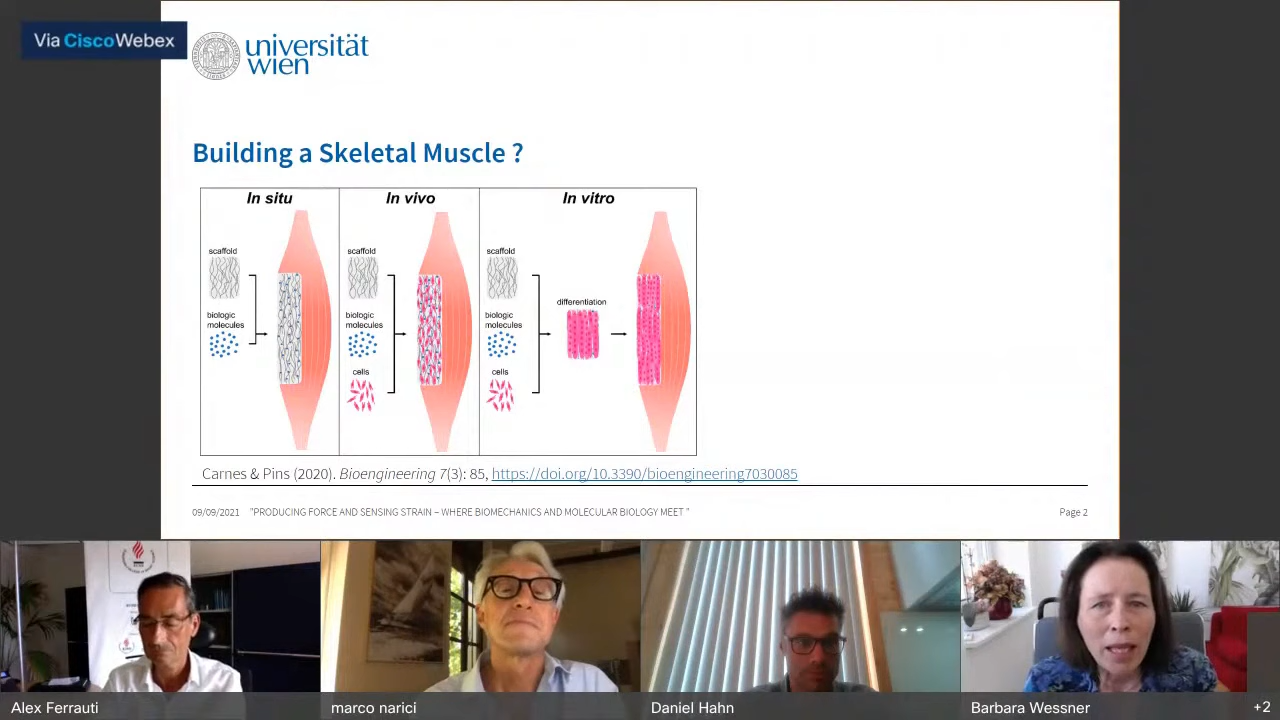 Via Cisco Webex
universität
wien
Building a Skeletal Muscle ?
In situ
In vivo
In vitro
scaffold
biologic
molecules
scaffold
biologic
molecules
cells
scaffold
biologic
molecules
cells
differentiation
Carnes & Pins (2020). Bioengineering 7(3): 85, https://doi.org/10.3390/bioengineering7030085
09/09/2021 "PRODUCING FORCE AND SENSING STRAIN – WHERE BIOMECHANICS AND MOLECULAR BIOLOGY MEET " Page 2
Alex Ferrauti
marco narici
Daniel Hahn
Barbara Wessner
+2